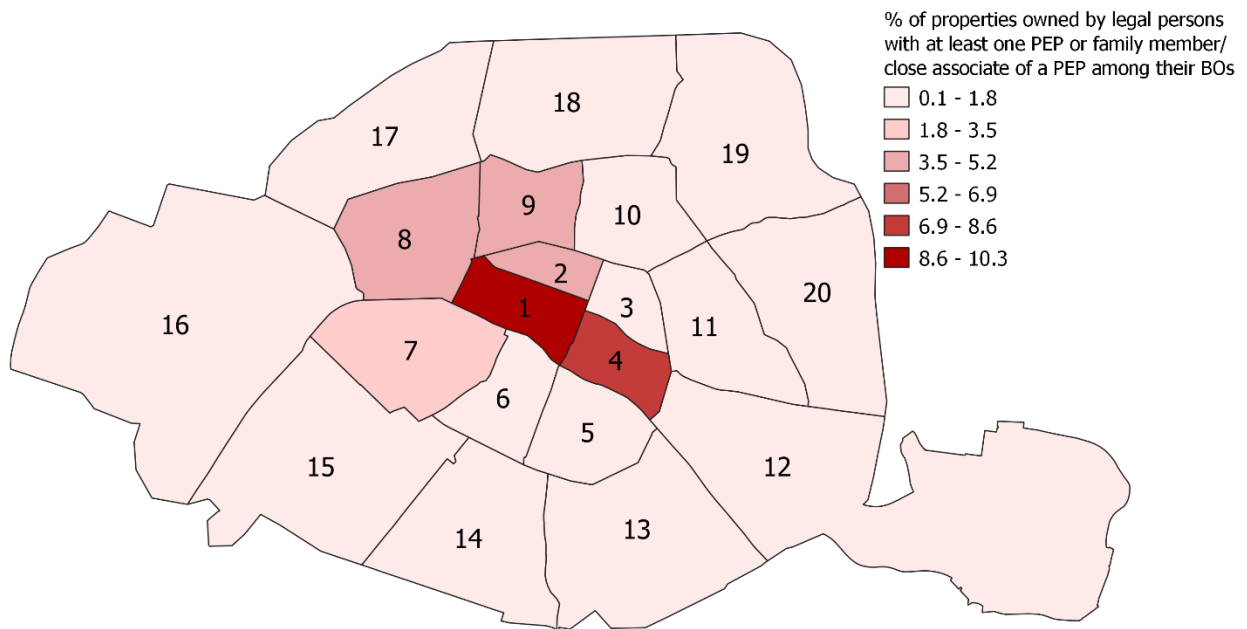 % of properties owned by legal persons
with at least one PEP or family member/
close associate of a PEP among their BOs
0.1 - 1.8
1.8 - 3.5
3.5 - 5.2
5.2 - 6.9
6.9 - 8.6
8.6 - 10.3
18
17
19
9
10
8
2
20
1
3
16
11
7
4
6
5
15
12
14
13